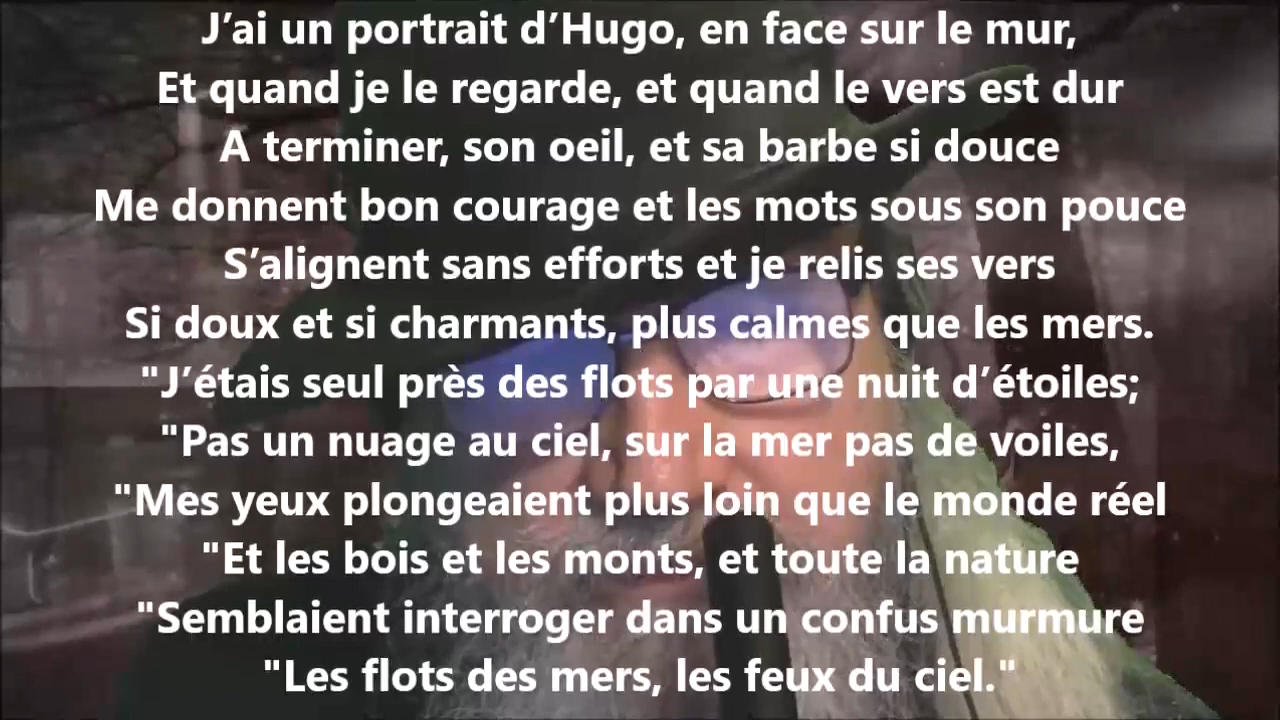 J’ai un portrait d’Hugo, en face sur le mur,
Et quand je le regarde, et quand le vers est dur
A terminer, son oeil, et sa barbe si douce
Me donnent bon courage et les mots sous son pouce
S’alignent sans efforts et je relis ses vers
Si doux et si charmants, plus calmes que les mers.
"J’étais seul près des flots par une nuit d’étoiles;
"Pas un nuage au ciel, sur la mer pas de voiles,
"Mes yeux plongeaient plus loin que le monde réel
"Et les bois et les monts, et toute la nature
"Semblaient interroger dans un confus murmure
"Les flots des mers, les feux du ciel."